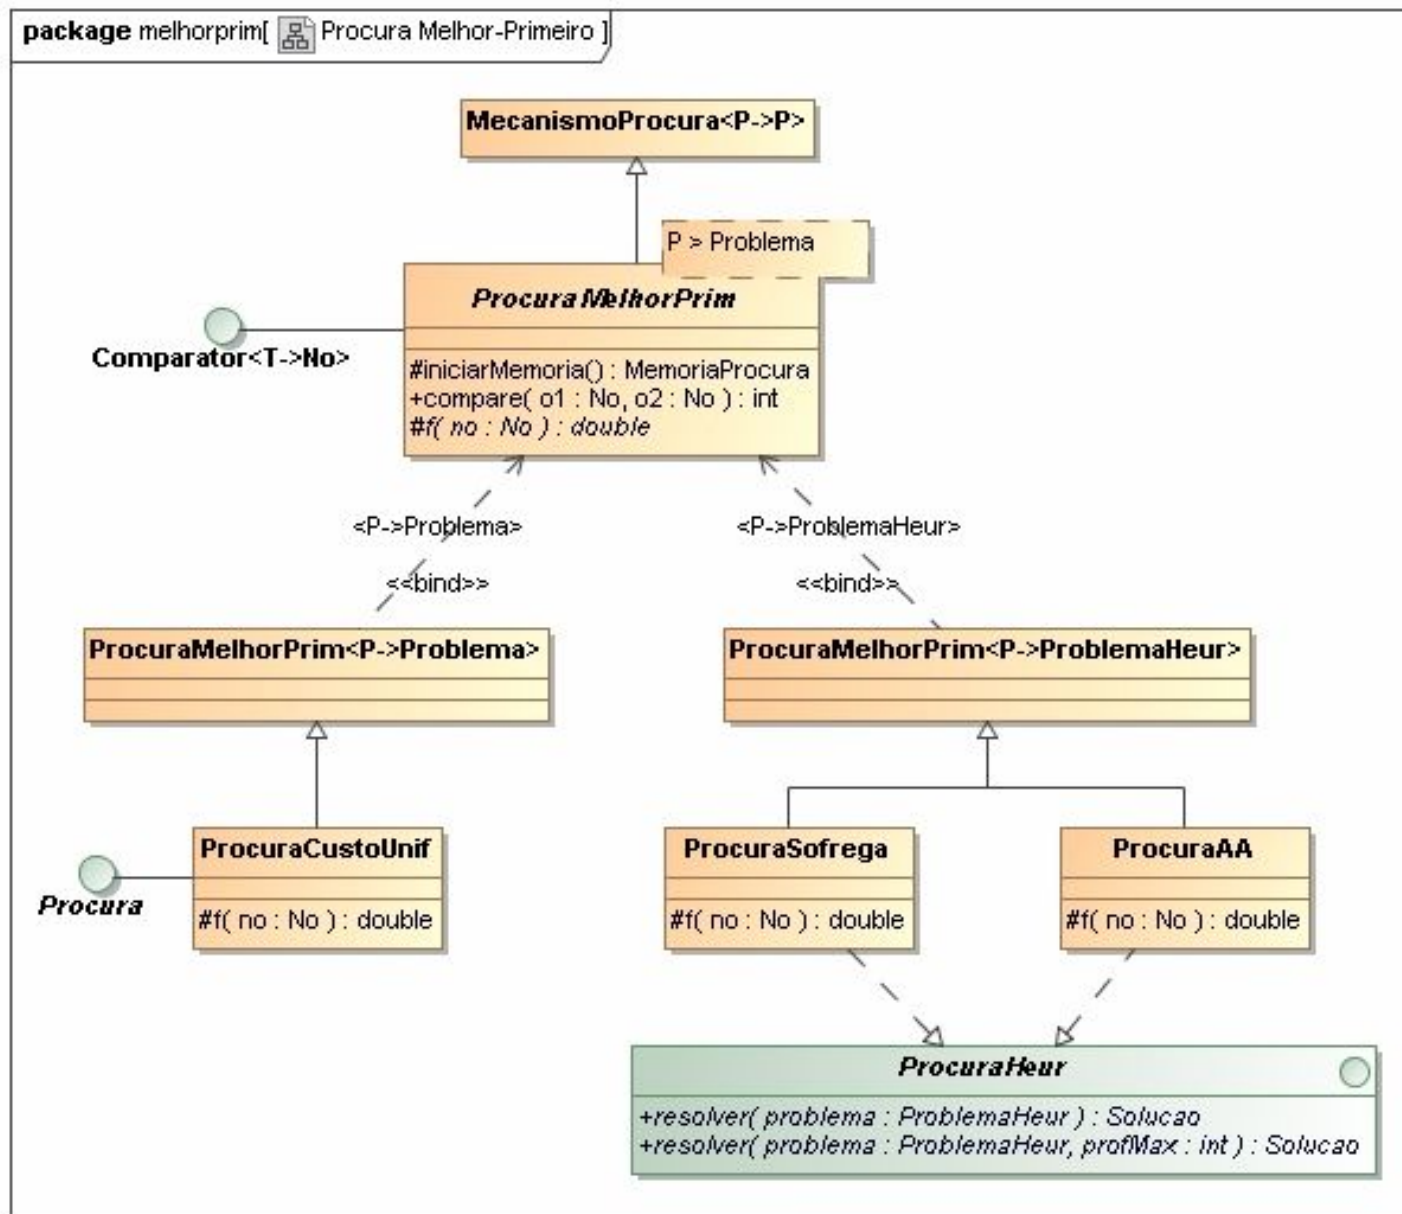 package melhorprim[ Procura Melhor-Primeiro ]
MecanismoProcura<P->P>
P > Problema
ProcuraMelhorPrim
Comparator<T->No>
#iniciarMemoria() : MemoriaProcura
+compare( o1 : No, o2 : No ) : int
#f( no : No ) : double
<P->Problema>
<P->ProblemaHeur>
<<bind>>
<<bind>>
ProcuraMelhorPrim<P->Problema>
ProcuraMelhorPrim<P->ProblemaHeur>
ProcuraCustoUnif
ProcuraSofrega
ProcuraAA
Procura
#f( no : No ) : double
#f( no : No ) : double
#f( no : No ) : double
ProcuraHeur
+resolver( problema : ProblemaHeur ) : Solucao
+resolver( problema : ProblemaHeur, profMax : int ) : Solucao